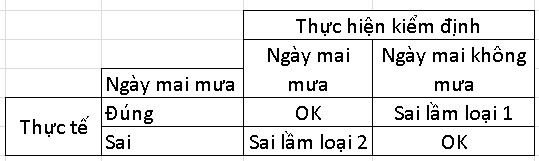 Thực hiện kiểm định
Ngày mai mưa
Ngày mai
mưa
Ngày mai không
mưa
Thực tế
Đúng
OK
Sai lầm loại 1
Sai
Sai lầm loại 2
OK